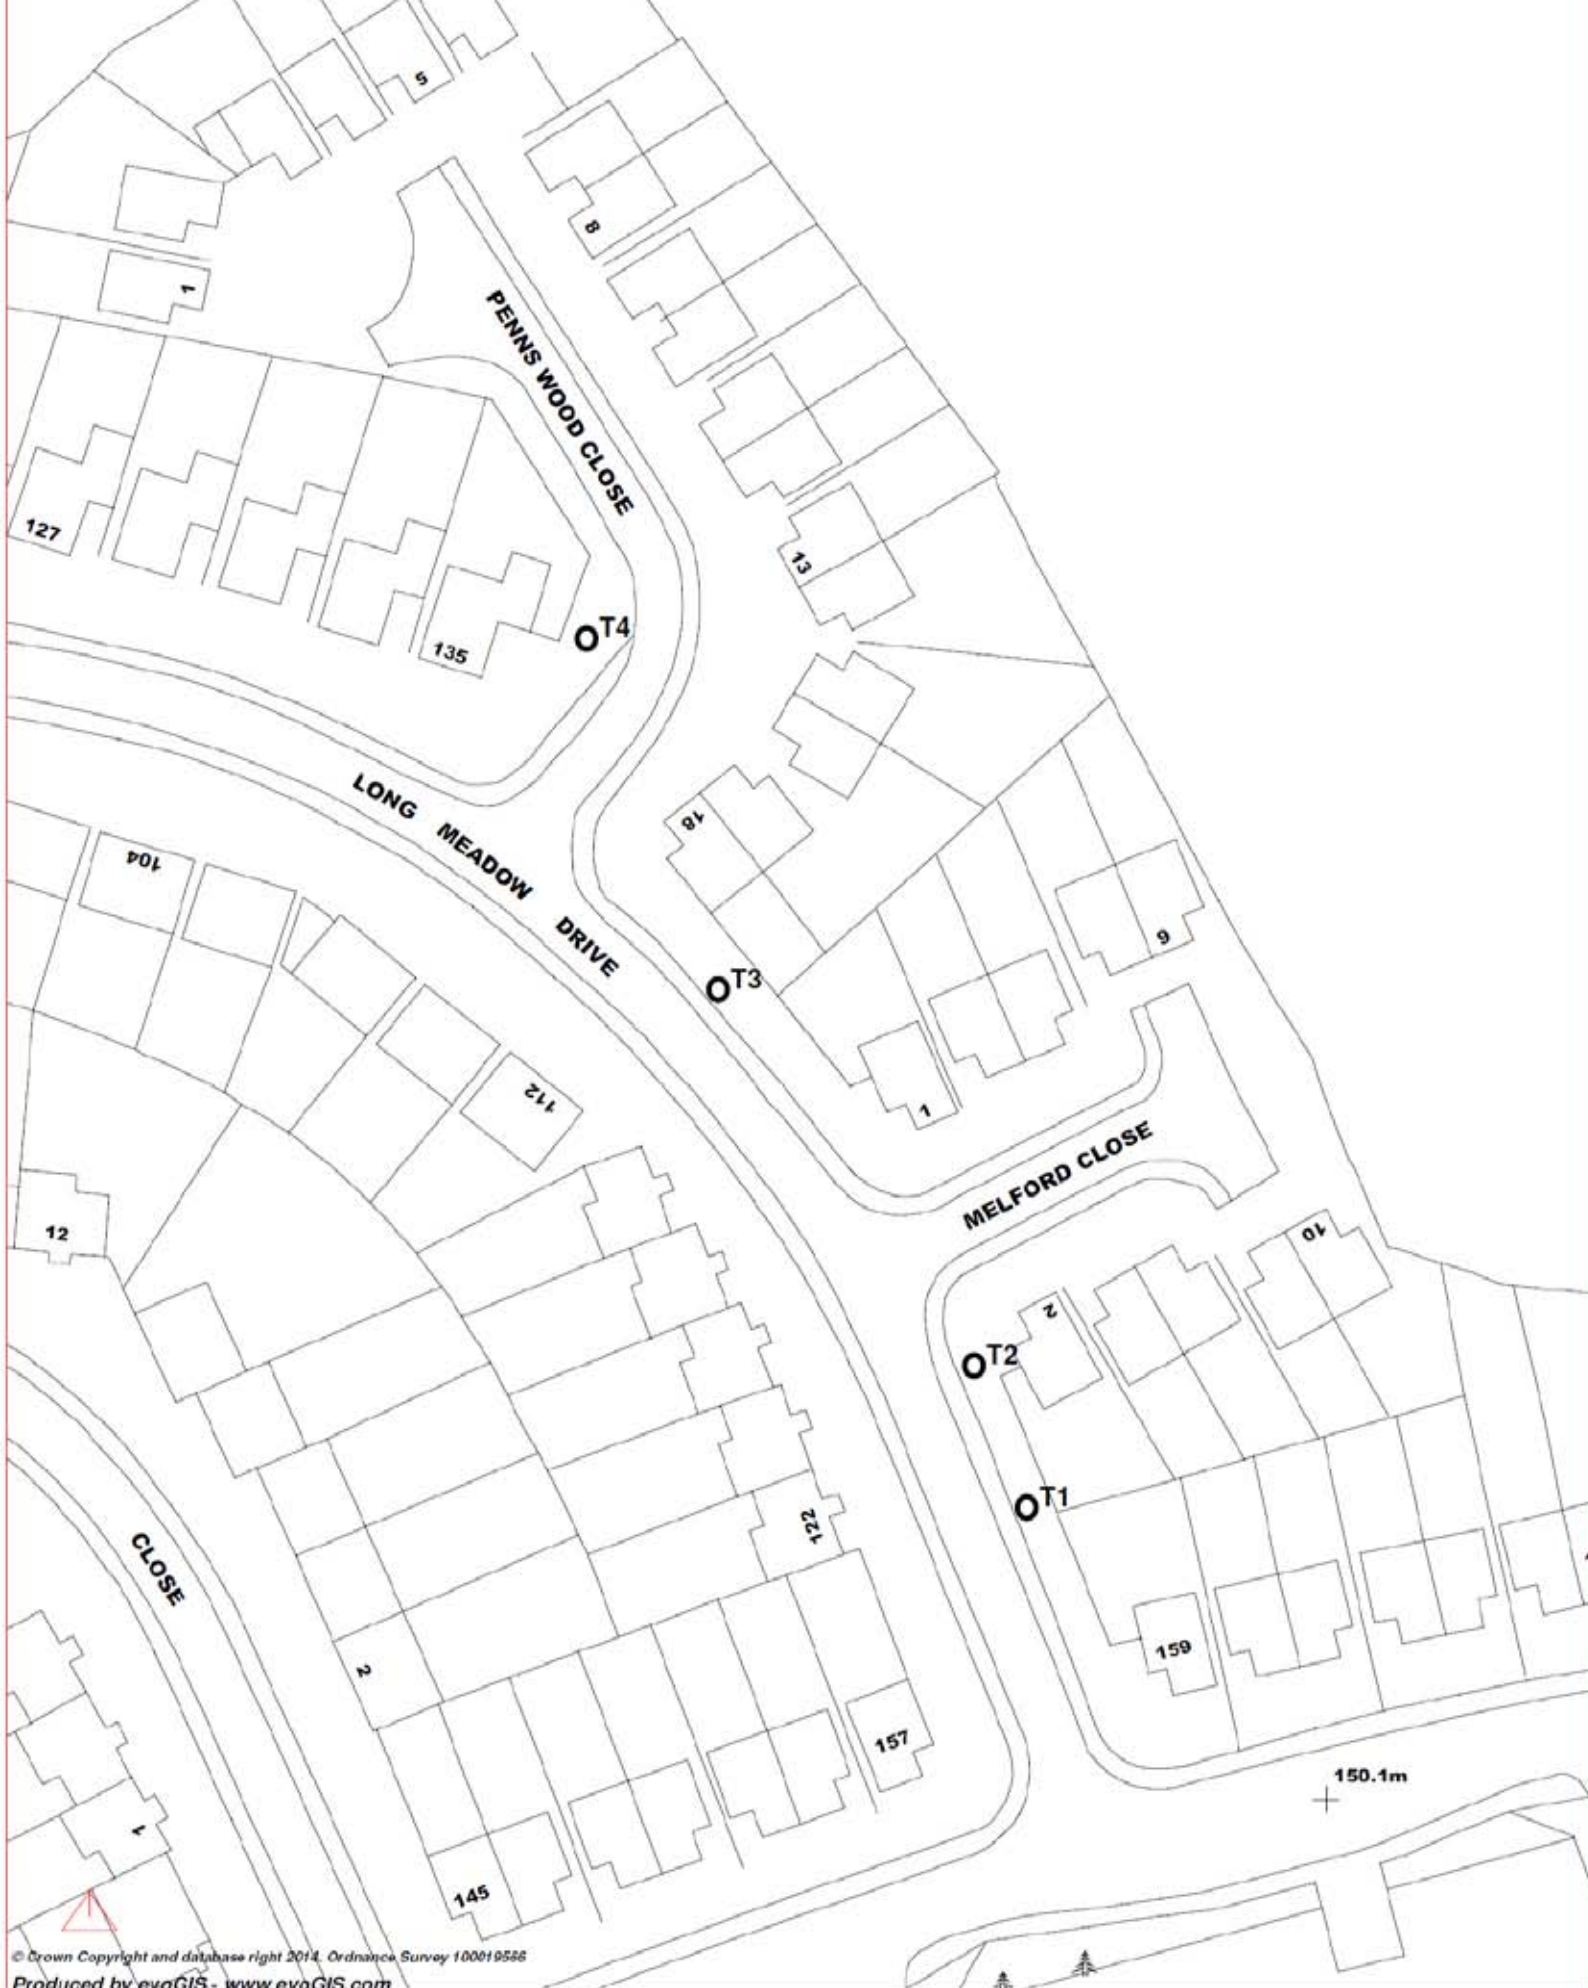 5
8
1
PENNS WOOD CLOSE
127
13
T4
135
LONG MEADOW DRIVE
18
104
9
T3
112
1
MELFORD CLOSE
12
10
2
T2
T1
122
CLOSE
159
2
157
150.1m
1
145
© Crown Copyright and database right 2014. Ordnance Survey 100019566
Produced by evoGIS - www.evoGIS.com